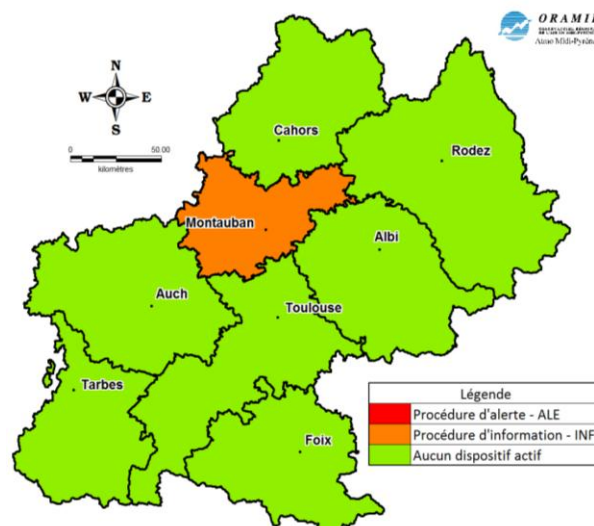 ORAMIP
Atmo Midi-Pyrénées
N
W E
S
0 50.00
kilomètres
Cahors
Rodez
Montauban
Albi
Auch
Toulouse
Tarbes
Foix
Légende
Procédure d'alerte - ALE
Procédure d'information - INF
Aucun dispositif actif